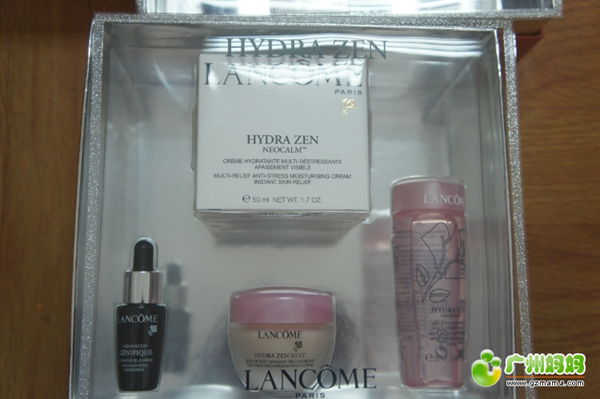 HYDRA ZEN
LANCÔME
PARIS
HYDRA ZEN
NEOCALM™
CRÈME HYDRATANTE MULTI-DÉSTRESSANTE
APAISEMENT VISIBLE
MULTI-RELIEF ANTI-STRESS MOISTURISING CREAM
INSTANT SKIN RELIEF
℮ 50 ml NET WT. 1.7 OZ.
LANCÔME
GÉNIFIQUE
LANCÔME
HYDRA ZEN NUIT
LANCÔME
HYDRA ZEN
LANCÔME
PARIS
广州妈妈
www.gzmama.com